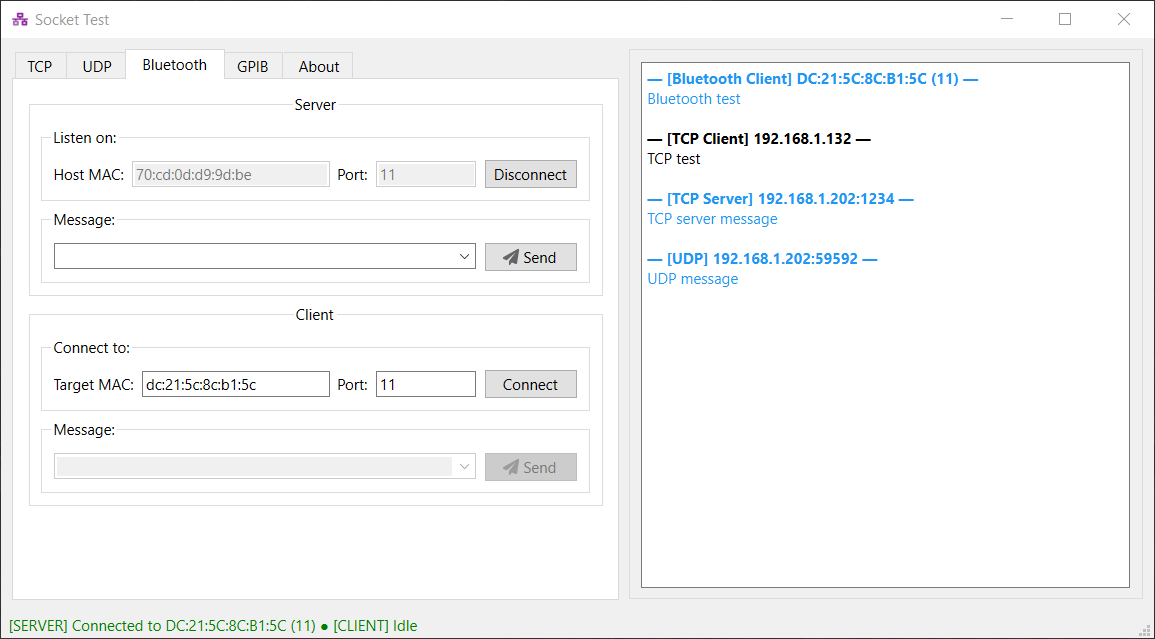 Socket Test
TCP UDP Bluetooth GPIB About
Server
Listen on:
Host MAC: 70:cd:0d:d9:9d:be Port: 11 Disconnect
Message:
Send
Client
Connect to:
Target MAC: dc:21:5c:8c:b1:5c Port: 11 Connect
Message:
Send
— [Bluetooth Client] DC:21:5C:8C:B1:5C (11) —
Bluetooth test
— [TCP Client] 192.168.1.132 —
TCP test
— [TCP Server] 192.168.1.202:1234 —
TCP server message
— [UDP] 192.168.1.202:59592 —
UDP message
[SERVER] Connected to DC:21:5C:8C:B1:5C (11) ● [CLIENT] Idle